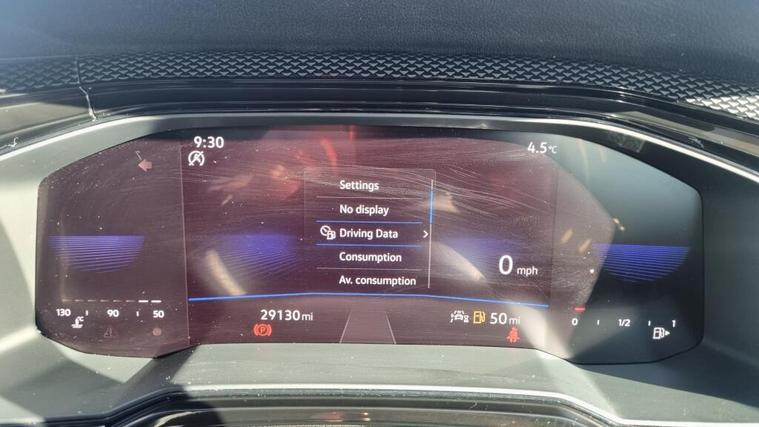 9:30
4.5°C
Settings
No display
Driving Data
Consumption
Av. consumption
0 mph
130 90 50
29130 mi
50 mi
0 1/2 1